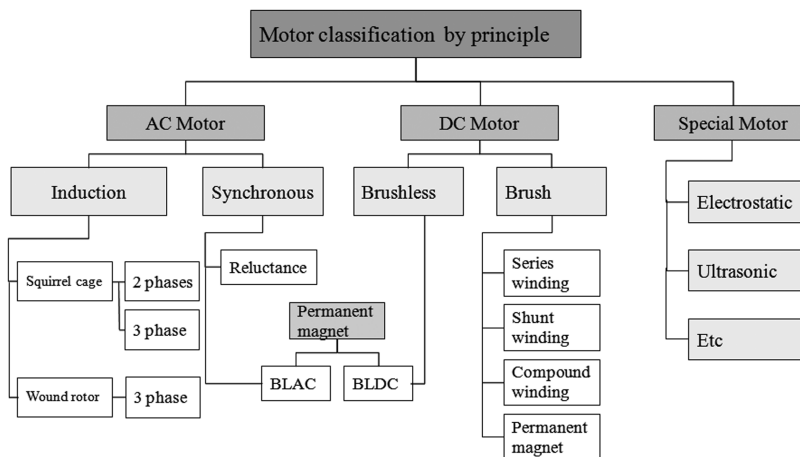 Motor classification by principle
AC Motor
DC Motor
Special Motor
Induction
Synchronous
Brushless
Brush
Electrostatic
Squirrel cage
2 phases
3 phase
Reluctance
Permanent
magnet
BLAC
BLDC
Series
winding
Shunt
winding
Compound
winding
Permanent
magnet
Ultrasonic
Etc
Wound rotor
3 phase